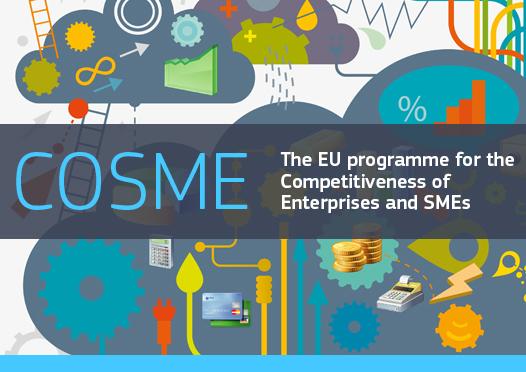 %
COSME
The EU programme for the
Competitiveness of
Enterprises and SMEs